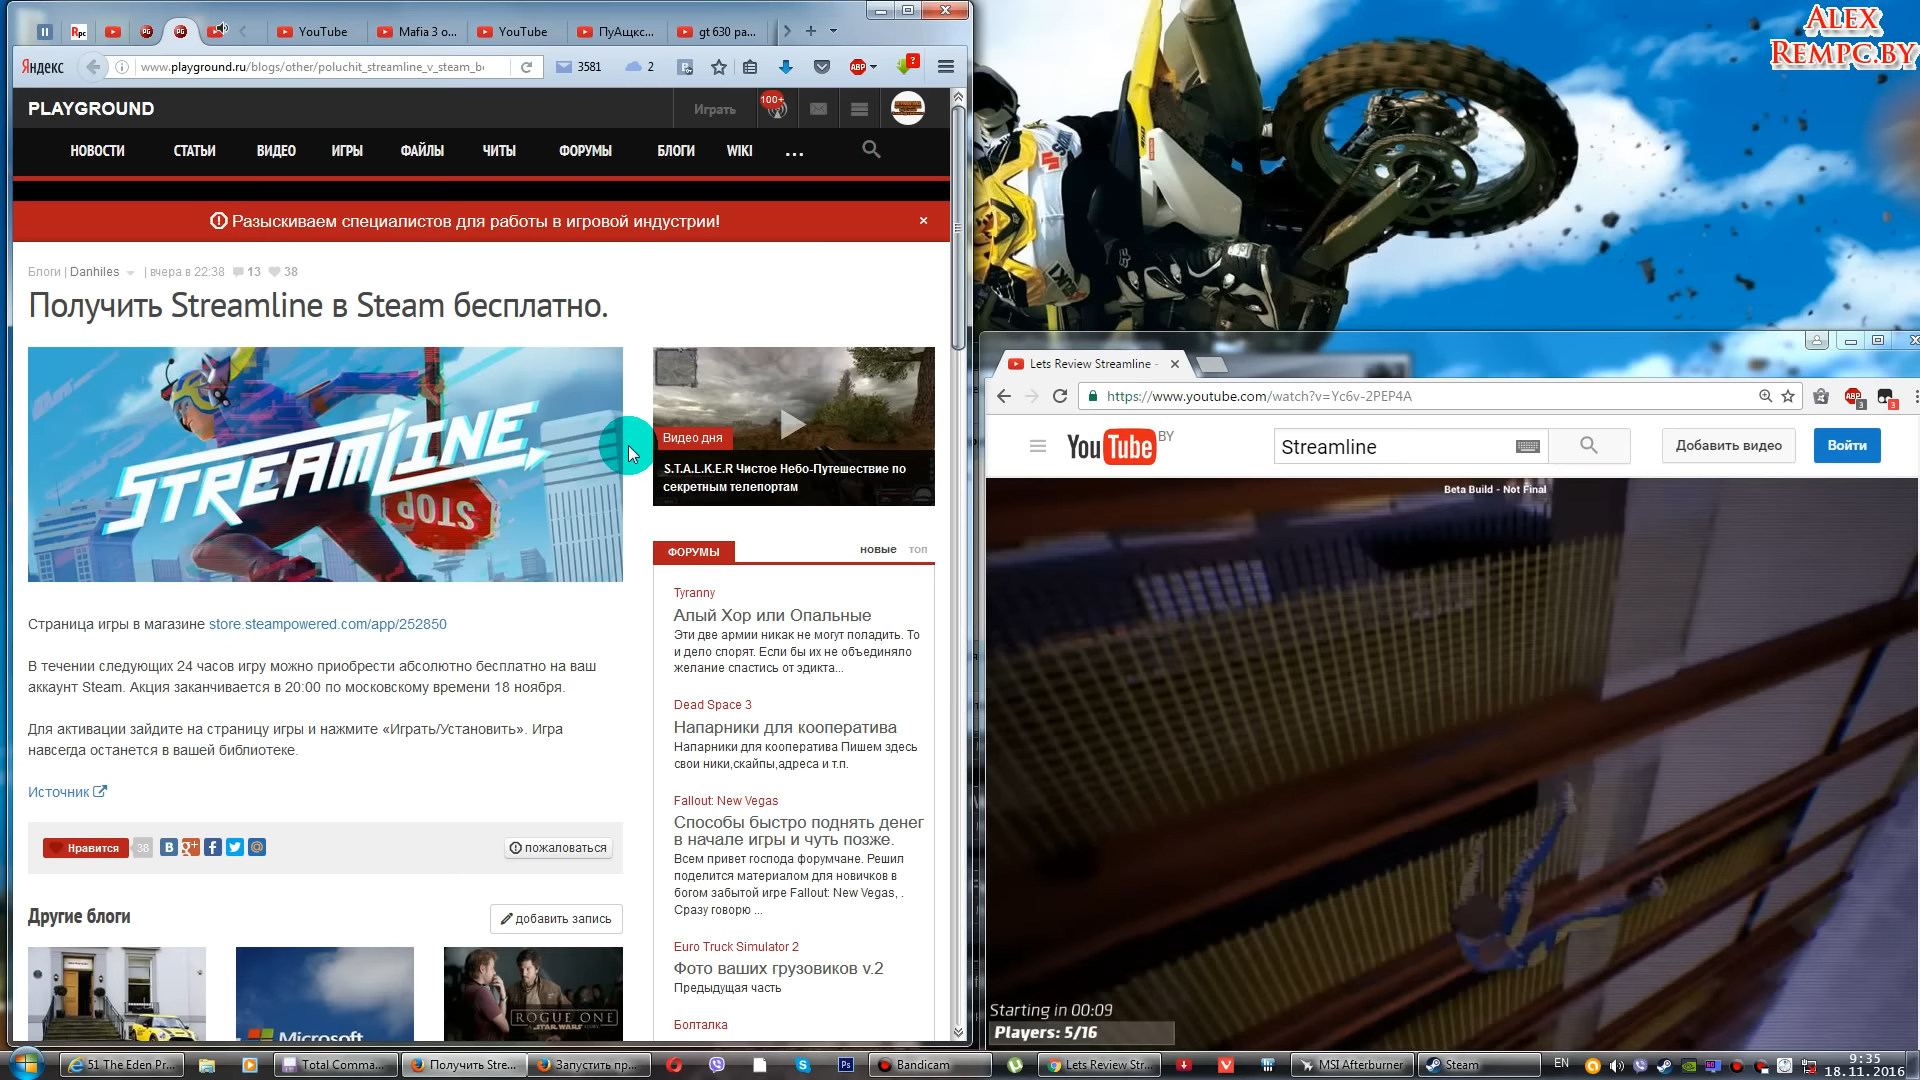 YouTube
Mafia 3 о...
YouTube
ПуАщкс...
gt 630 ра...
Яндекс
www.playground.ru/blogs/other/poluchit_streamline_v_steam_be
3581
2
ABP
PLAYGROUND
Играть
100+
НОВОСТИ
СТАТЬИ
ВИДЕО
ИГРЫ
ФАЙЛЫ
ЧИТЫ
ФОРУМЫ
БЛОГИ
WIKI
...
Разыскиваем специалистов для работы в игровой индустрии!
Блоги | Danhiles | вчера в 22:38 13 38
Получить Streamline в Steam бесплатно.
STREAMLINE
STOP
Видео дня
S.T.A.L.K.E.R Чистое Небо-Путешествие по
секретным телепортам
Страница игры в магазине store.steampowered.com/app/252850
В течении следующих 24 часов игру можно приобрести абсолютно бесплатно на ваш
аккаунт Steam. Акция заканчивается в 20:00 по московскому времени 18 ноября.
Для активации зайдите на страницу игры и нажмите «Играть/Установить». Игра
навсегда останется в вашей библиотеке.
Источник
Нравится
38
пожаловаться
Другие блоги
добавить запись
Microsoft
ROGUE ONE
A STAR WARS
ФОРУМЫ
новые
топ
Tyranny
Алый Хор или Опальные
Эти две армии никак не могут поладить. То
и дело спорят. Если бы их не объединяло
желание спастись от эдикта...
Dead Space 3
Напарники для кооператива
Напарники для кооператива Пишем здесь
свои ники,скайпы,адреса и т.п.
Fallout: New Vegas
Способы быстро поднять денег
в начале игры и чуть позже.
Всем привет господа форумчане. Решил
поделится материалом для новичков в
богом забытой игре Fallout: New Vegas, .
Сразу говорю ...
Euro Truck Simulator 2
Фото ваших грузовиков v.2
Предыдущая часть
Болталка
ALEX
REMPC.BY
Lets Review Streamline -
https://www.youtube.com/watch?v=Yc6v-2PEP4A
ABP
3
3
YouTube BY
Streamline
Добавить видео
Войти
Beta Build - Not Final
Starting in 00:09
Players: 5/16
51 The Eden Pr...
Total Comma...
Получить Stre...
Запустить пр...
Bandicam
Lets Review Str...
MSI Afterburner
Steam
EN
9:35
18.11.2016